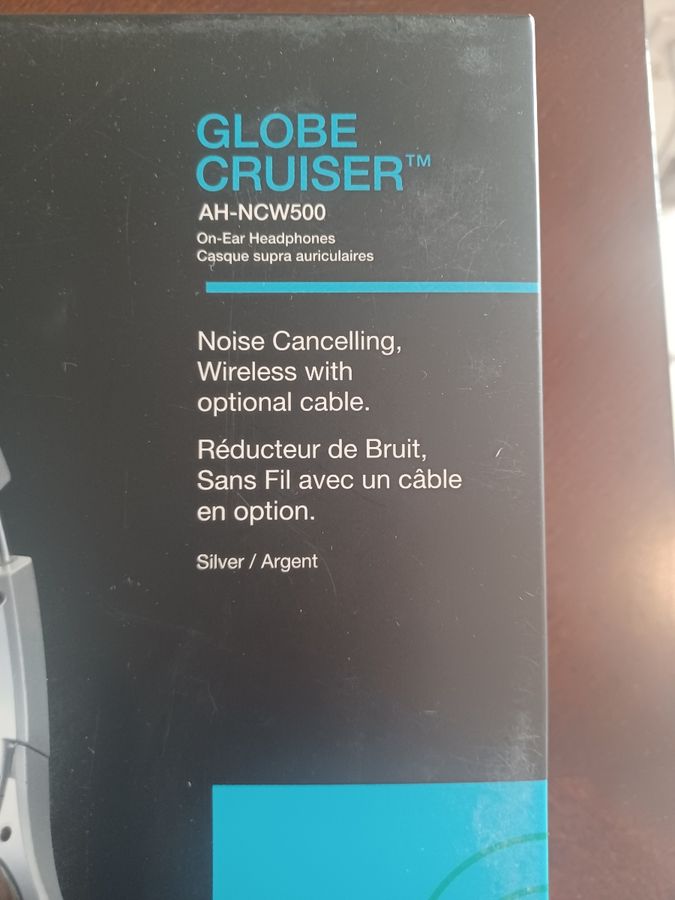 GLOBE
CRUISER™
AH-NCW500
On-Ear Headphones
Casque supra auriculaires
Noise Cancelling,
Wireless with
optional cable.
Réducteur de Bruit,
Sans Fil avec un câble
en option.
Silver / Argent